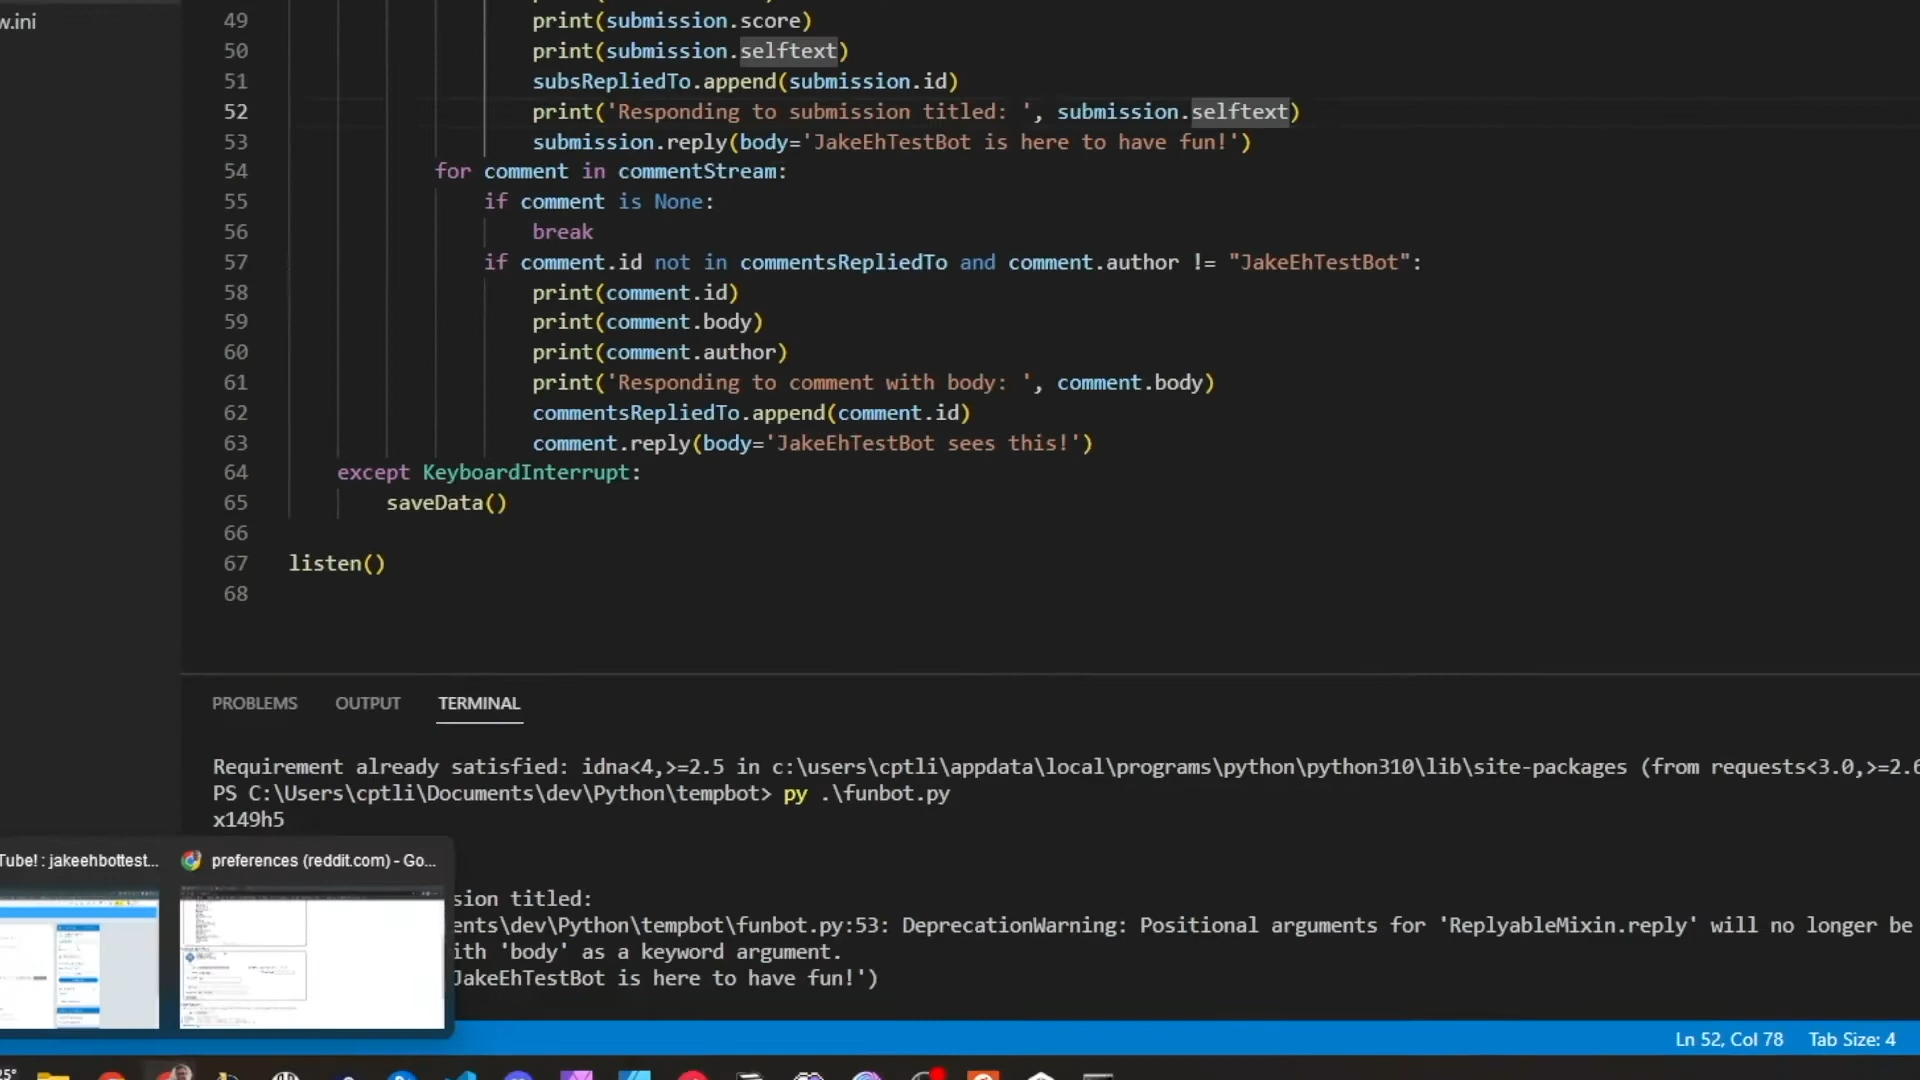 w.ini
49 print(submission.score)
50 print(submission.selftext)
51 subsRepliedTo.append(submission.id)
52 print('Responding to submission titled: ', submission.selftext)
53 submission.reply(body='JakeEhTestBot is here to have fun!')
54 for comment in commentStream:
55 if comment is None:
56 break
57 if comment.id not in commentsRepliedTo and comment.author != "JakeEhTestBot":
58 print(comment.id)
59 print(comment.body)
60 print(comment.author)
61 print('Responding to comment with body: ', comment.body)
62 commentsRepliedTo.append(comment.id)
63 comment.reply(body='JakeEhTestBot sees this!')
64 except KeyboardInterrupt:
65 saveData()
66
67 listen()
68
PROBLEMS OUTPUT TERMINAL
Requirement already satisfied: idna<4,>=2.5 in c:\users\cptli\appdata\local\programs\python\python310\lib\site-packages (from requests<3.0,>=2.6
PS C:\Users\cptli\Documents\dev\Python\tempbot> py .\funbot.py
x149h5
Tube! : jakeehbottest... preferences (reddit.com) - Go...
sion titled:
ents\dev\Python\tempbot\funbot.py:53: DeprecationWarning: Positional arguments for 'ReplyableMixin.reply' will no longer be
ith 'body' as a keyword argument.
JakeEhTestBot is here to have fun!')
Ln 52, Col 78 Tab Size: 4
25°